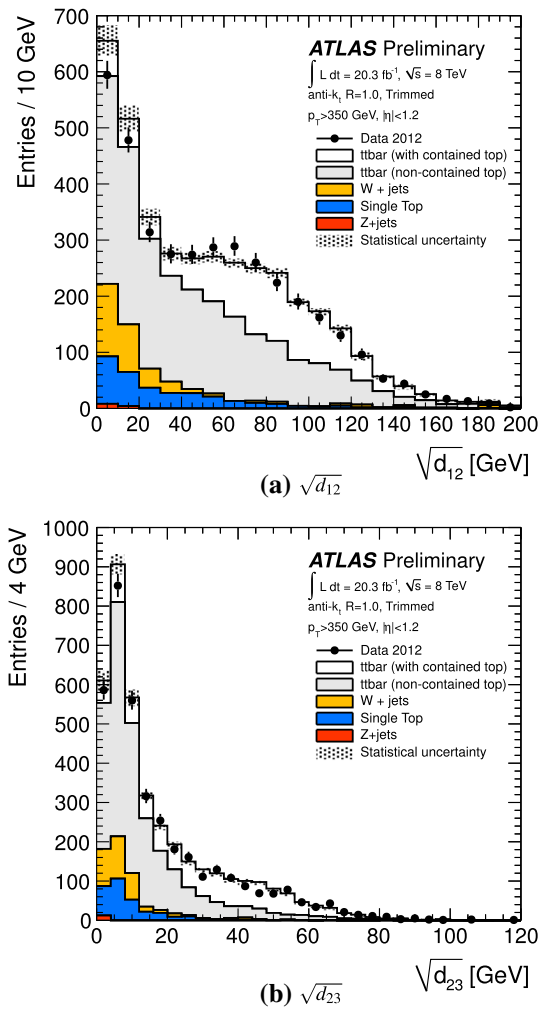 700
600
500
400
300
200
100
0
Entries / 10 GeV
ATLAS Preliminary
∫ L dt = 20.3 fb⁻¹, √s = 8 TeV
anti-kₜ R=1.0, Trimmed
p_T>350 GeV, |η|<1.2
Data 2012
ttbar (with contained top)
ttbar (non-contained top)
W + jets
Single Top
Z+jets
Statistical uncertainty
0 20 40 60 80 100 120 140 160 180 200
√d₁₂ [GeV]
(a) √d₁₂
1000
900
800
700
600
500
400
300
200
100
0
Entries / 4 GeV
ATLAS Preliminary
∫ L dt = 20.3 fb⁻¹, √s = 8 TeV
anti-kₜ R=1.0, Trimmed
p_T>350 GeV, |η|<1.2
Data 2012
ttbar (with contained top)
ttbar (non-contained top)
W + jets
Single Top
Z+jets
Statistical uncertainty
0 20 40 60 80 100 120
√d₂₃ [GeV]
(b) √d₂₃